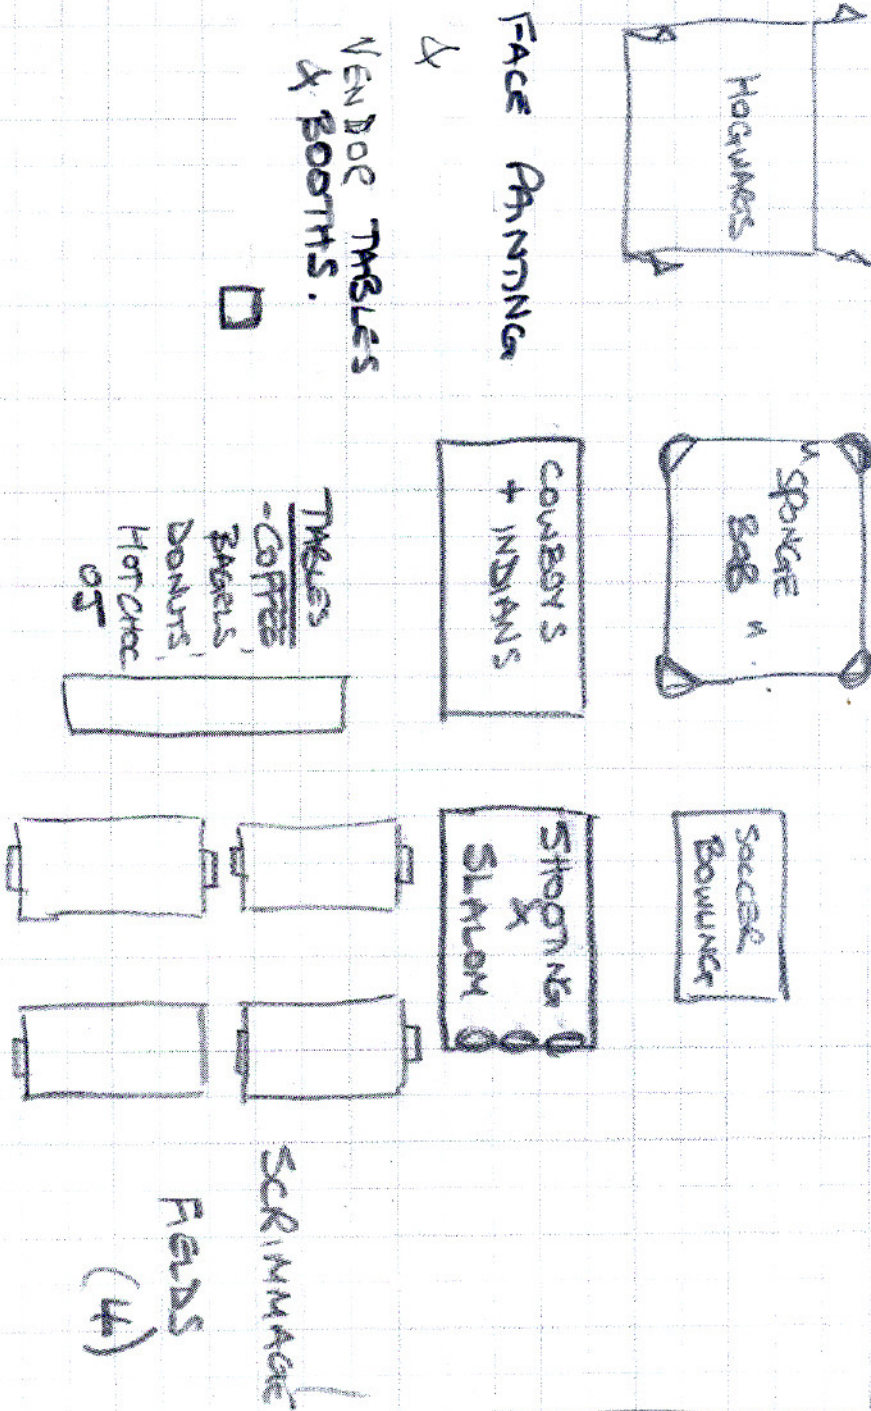 HOGWARS
"SPONGE
BOB "
SOCCER
BOWLING
FACE PAINTING
&
VENDOR TABLES
& BOOTHS.
COWBOYS
+ INDIANS
SHOOTING
&
SLALOM
TABLES
-COFFEE
BAGELS
DONUTS
HOT CHOC
OJ
SCRIMMAGE
FIELDS
(4)